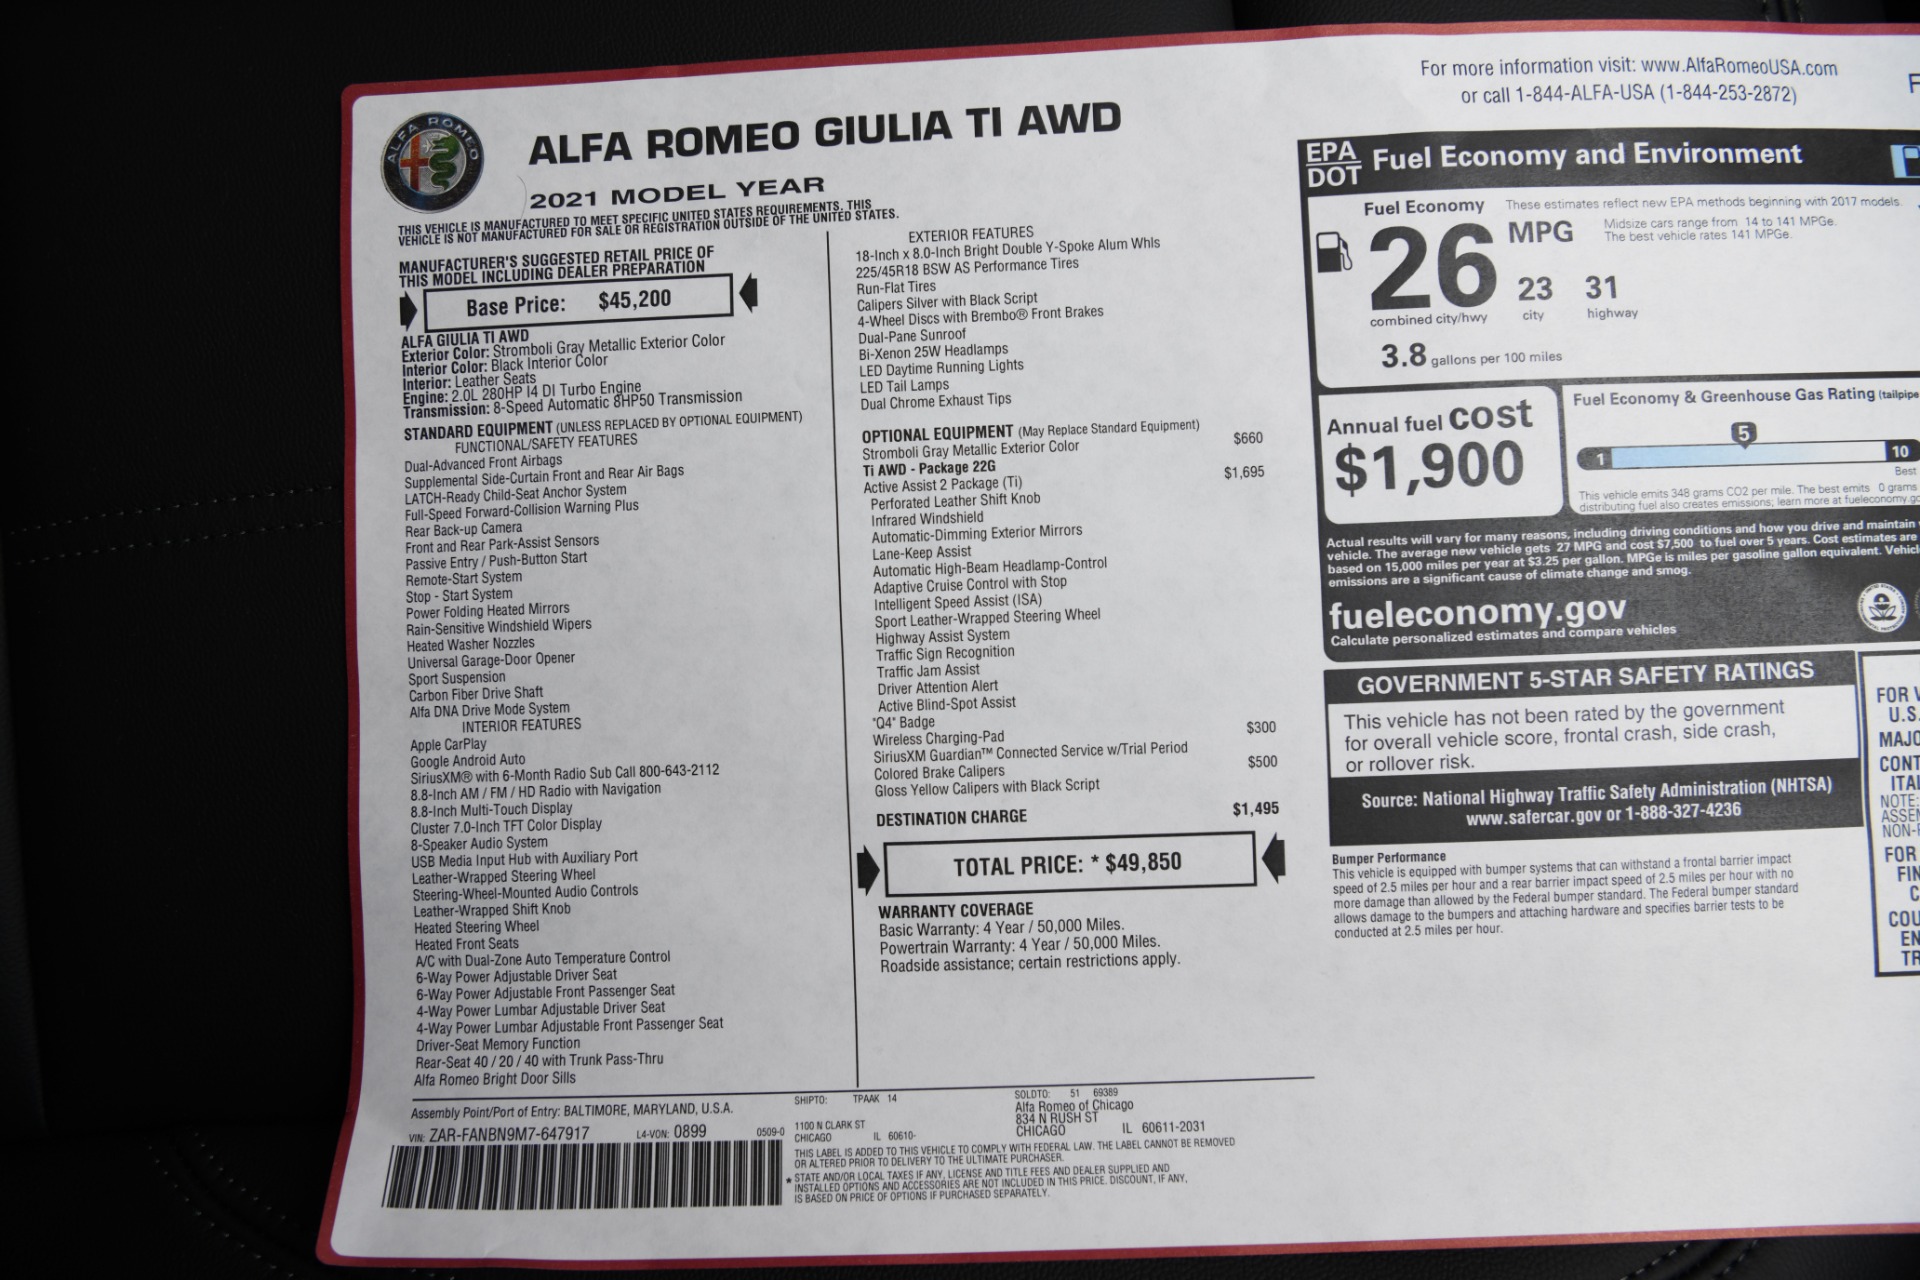 ALFA ROMEO
ALFA ROMEO GIULIA TI AWD
2021 MODEL YEAR
THIS VEHICLE IS MANUFACTURED TO MEET SPECIFIC UNITED STATES REQUIREMENTS. THIS
VEHICLE IS NOT MANUFACTURED FOR SALE OR REGISTRATION OUTSIDE OF THE UNITED STATES.
MANUFACTURER'S SUGGESTED RETAIL PRICE OF
THIS MODEL INCLUDING DEALER PREPARATION
Base Price: $45,200
ALFA GIULIA TI AWD
Exterior Color: Stromboli Gray Metallic Exterior Color
Interior Color: Black Interior Color
Interior: Leather Seats
Engine: 2.0L 280HP I4 DI Turbo Engine
Transmission: 8-Speed Automatic 8HP50 Transmission
STANDARD EQUIPMENT (UNLESS REPLACED BY OPTIONAL EQUIPMENT)
FUNCTIONAL/SAFETY FEATURES
Dual-Advanced Front Airbags
Supplemental Side-Curtain Front and Rear Air Bags
LATCH-Ready Child-Seat Anchor System
Full-Speed Forward-Collision Warning Plus
Rear Back-up Camera
Front and Rear Park-Assist Sensors
Passive Entry / Push-Button Start
Remote-Start System
Stop - Start System
Power Folding Heated Mirrors
Rain-Sensitive Windshield Wipers
Heated Washer Nozzles
Universal Garage-Door Opener
Sport Suspension
Carbon Fiber Drive Shaft
Alfa DNA Drive Mode System
INTERIOR FEATURES
Apple CarPlay
Google Android Auto
SiriusXM® with 6-Month Radio Sub Call 800-643-2112
8.8-Inch AM / FM / HD Radio with Navigation
8.8-Inch Multi-Touch Display
Cluster 7.0-Inch TFT Color Display
8-Speaker Audio System
USB Media Input Hub with Auxiliary Port
Leather-Wrapped Steering Wheel
Steering-Wheel-Mounted Audio Controls
Leather-Wrapped Shift Knob
Heated Steering Wheel
Heated Front Seats
A/C with Dual-Zone Auto Temperature Control
6-Way Power Adjustable Driver Seat
6-Way Power Adjustable Front Passenger Seat
4-Way Power Lumbar Adjustable Driver Seat
4-Way Power Lumbar Adjustable Front Passenger Seat
Driver-Seat Memory Function
Rear-Seat 40 / 20 / 40 with Trunk Pass-Thru
Alfa Romeo Bright Door Sills
EXTERIOR FEATURES
18-Inch x 8.0-Inch Bright Double Y-Spoke Alum Whls
225/45R18 BSW AS Performance Tires
Run-Flat Tires
Calipers Silver with Black Script
4-Wheel Discs with Brembo® Front Brakes
Dual-Pane Sunroof
Bi-Xenon 25W Headlamps
LED Daytime Running Lights
LED Tail Lamps
Dual Chrome Exhaust Tips
OPTIONAL EQUIPMENT (May Replace Standard Equipment)
Stromboli Gray Metallic Exterior Color $660
Ti AWD - Package 22G
Active Assist 2 Package (Ti) $1,695
Perforated Leather Shift Knob
Infrared Windshield
Automatic-Dimming Exterior Mirrors
Lane-Keep Assist
Automatic High-Beam Headlamp-Control
Adaptive Cruise Control with Stop
Intelligent Speed Assist (ISA)
Sport Leather-Wrapped Steering Wheel
Highway Assist System
Traffic Sign Recognition
Traffic Jam Assist
Driver Attention Alert
Active Blind-Spot Assist
"Q4" Badge
Wireless Charging-Pad $300
SiriusXM Guardian™ Connected Service w/Trial Period
Colored Brake Calipers $500
Gloss Yellow Calipers with Black Script
DESTINATION CHARGE $1,495
TOTAL PRICE: * $49,850
WARRANTY COVERAGE
Basic Warranty: 4 Year / 50,000 Miles.
Powertrain Warranty: 4 Year / 50,000 Miles.
Roadside assistance; certain restrictions apply.
Assembly Point/Port of Entry: BALTIMORE, MARYLAND, U.S.A.
VIN: ZAR-FANBN9M7-647917 L4-VON: 0899 0509-0
SHIPTO: TPAAK 14
1100 N CLARK ST
CHICAGO IL 60610-
SOLDTO: 51 69389
Alfa Romeo of Chicago
834 N RUSH ST
CHICAGO IL 60611-2031
THIS LABEL IS ADDED TO THIS VEHICLE TO COMPLY WITH FEDERAL LAW. THE LABEL CANNOT BE REMOVED
OR ALTERED PRIOR TO DELIVERY TO THE ULTIMATE PURCHASER.
* STATE AND/OR LOCAL TAXES IF ANY, LICENSE AND TITLE FEES AND DEALER SUPPLIED AND
INSTALLED OPTIONS AND ACCESSORIES ARE NOT INCLUDED IN THIS PRICE. DISCOUNT, IF ANY,
IS BASED ON PRICE OF OPTIONS IF PURCHASED SEPARATELY.
For more information visit: www.AlfaRomeoUSA.com
or call 1-844-ALFA-USA (1-844-253-2872)
F
EPA
DOT
Fuel Economy and Environment
Fuel Economy
These estimates reflect new EPA methods beginning with 2017 models.
26 MPG
Midsize cars range from 14 to 141 MPGe.
The best vehicle rates 141 MPGe.
23 31
combined city/hwy city highway
3.8 gallons per 100 miles
Annual fuel cost
$1,900
Fuel Economy & Greenhouse Gas Rating (tailpipe
5
1 10
Best
This vehicle emits 348 grams CO2 per mile. The best emits 0 grams
distributing fuel also creates emissions; learn more at fueleconomy.go
Actual results will vary for many reasons, including driving conditions and how you drive and maintain
vehicle. The average new vehicle gets 27 MPG and cost $7,500 to fuel over 5 years. Cost estimates are
based on 15,000 miles per year at $3.25 per gallon. MPGe is miles per gasoline gallon equivalent. Vehicl
emissions are a significant cause of climate change and smog.
fueleconomy.gov
Calculate personalized estimates and compare vehicles
GOVERNMENT 5-STAR SAFETY RATINGS
This vehicle has not been rated by the government
for overall vehicle score, frontal crash, side crash,
or rollover risk.
Source: National Highway Traffic Safety Administration (NHTSA)
www.safercar.gov or 1-888-327-4236
Bumper Performance
This vehicle is equipped with bumper systems that can withstand a frontal barrier impact
speed of 2.5 miles per hour and a rear barrier impact speed of 2.5 miles per hour with no
more damage than allowed by the Federal bumper standard. The Federal bumper standard
allows damage to the bumpers and attaching hardware and specifies barrier tests to be
conducted at 2.5 miles per hour.
FOR V
U.S.
MAJO
CONT
ITAL
NOTE:
ASSEM
NON-P
FOR
FIN
C
COU
EN
TR